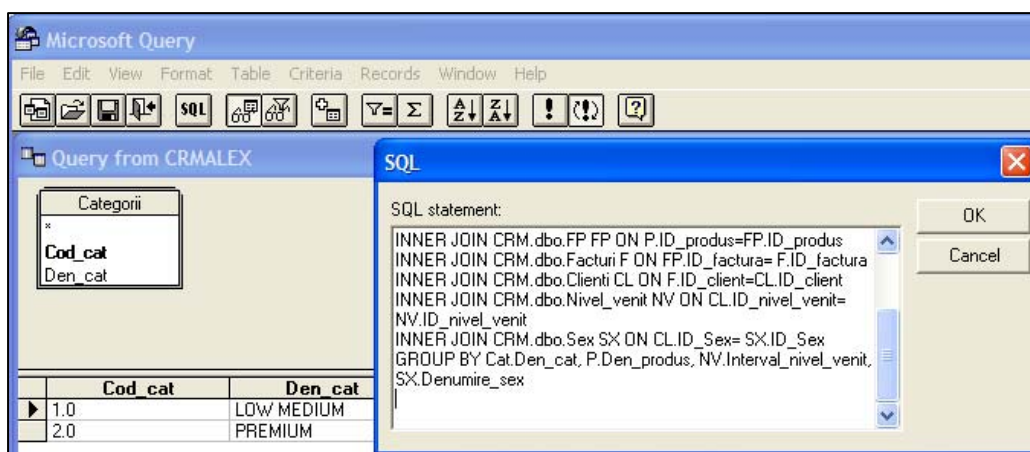 Microsoft Query
File Edit View Format Table Criteria Records Window Help
SQL
Query from CRMALEX
Categorii
*
Cod_cat
Den_cat
Cod_cat Den_cat
1.0 LOW MEDIUM
2.0 PREMIUM
SQL
SQL statement:
INNER JOIN CRM.dbo.FP FP ON P.ID_produs=FP.ID_produs
INNER JOIN CRM.dbo.Facturi F ON FP.ID_factura= F.ID_factura
INNER JOIN CRM.dbo.Clienti CL ON F.ID_client=CL.ID_client
INNER JOIN CRM.dbo.Nivel_venit NV ON CL.ID_nivel_venit=
NV.ID_nivel_venit
INNER JOIN CRM.dbo.Sex SX ON CL.ID_Sex= SX.ID_Sex
GROUP BY Cat.Den_cat, P.Den_produs, NV.Interval_nivel_venit,
SX.Denumire_sex
OK
Cancel